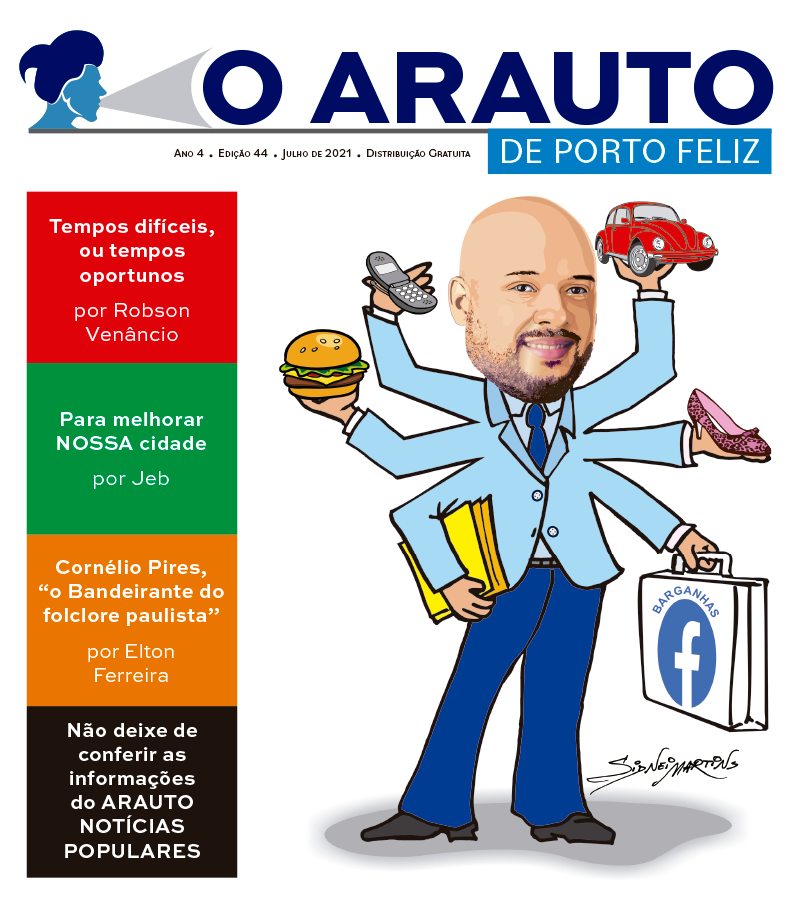 O ARAUTO
DE PORTO FELIZ
Ano 4 . Edição 44 . Julho de 2021 . Distribuição Gratuita
Tempos difíceis,
ou tempos
oportunos
por Robson
Venâncio
Para melhorar
NOSSA cidade
por Jeb
Cornélio Pires,
“o Bandeirante do
folclore paulista”
por Elton
Ferreira
Não deixe de
conferir as
informações
do ARAUTO
NOTÍCIAS
POPULARES
BARGANHAS
f
SIDNEI MARTINS